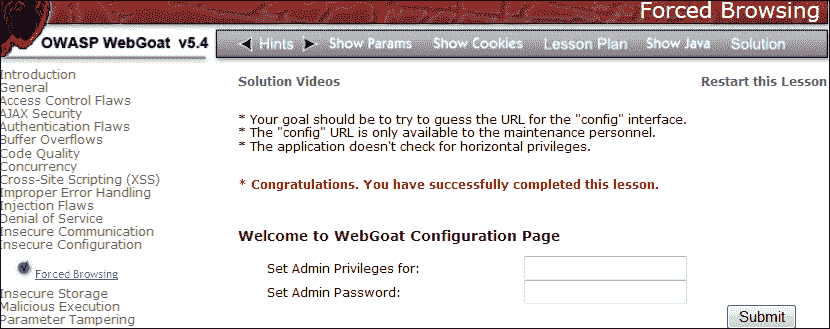 Forced Browsing
OWASP WebGoat v5.4
Hints Show Params Show Cookies Lesson Plan Show Java Solution
Introduction
General
Access Control Flaws
AJAX Security
Authentication Flaws
Buffer Overflows
Code Quality
Concurrency
Cross-Site Scripting (XSS)
Improper Error Handling
Injection Flaws
Denial of Service
Insecure Communication
Insecure Configuration
Forced Browsing
Insecure Storage
Malicious Execution
Parameter Tampering
Solution Videos
Restart this Lesson
* Your goal should be to try to guess the URL for the "config" interface.
* The "config" URL is only available to the maintenance personnel.
* The application doesn't check for horizontal privileges.
* Congratulations. You have successfully completed this lesson.
Welcome to WebGoat Configuration Page
Set Admin Privileges for:
Set Admin Password:
Submit